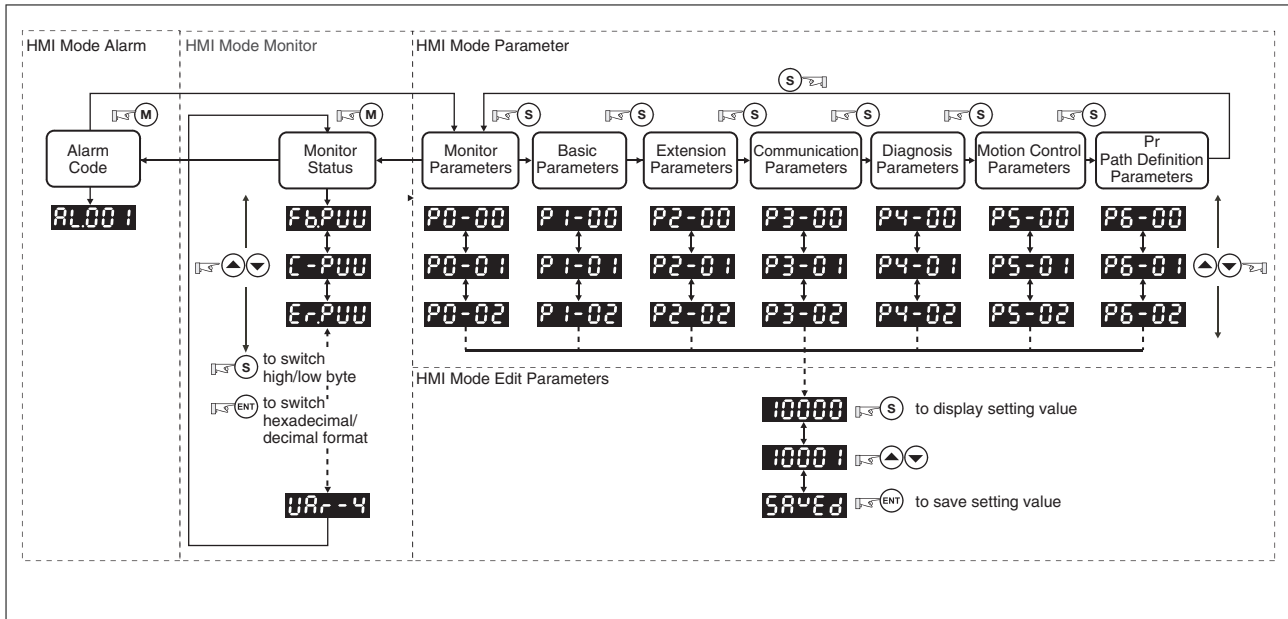 HMI Mode Alarm
HMI Mode Monitor
HMI Mode Parameter
S
M
M
S
S
S
S
S
S
Alarm
Code
Monitor
Status
Monitor
Parameters
Basic
Parameters
Extension
Parameters
Communication
Parameters
Diagnosis
Parameters
Motion Control
Parameters
Pr
Path Definition
Parameters
AL.001
Fb.PUU
P0-00
P1-00
P2-00
P3-00
P4-00
P5-00
P6-00
C-PUU
P0-01
P1-01
P2-01
P3-01
P4-01
P5-01
P6-01
Er.PUU
P0-02
P1-02
P2-02
P3-02
P4-02
P5-02
P6-02
S to switch
high/low byte
ENT to switch
hexadecimal/
decimal format
UAr-4
HMI Mode Edit Parameters
10000 S to display setting value
10001
SAvEd ENT to save setting value